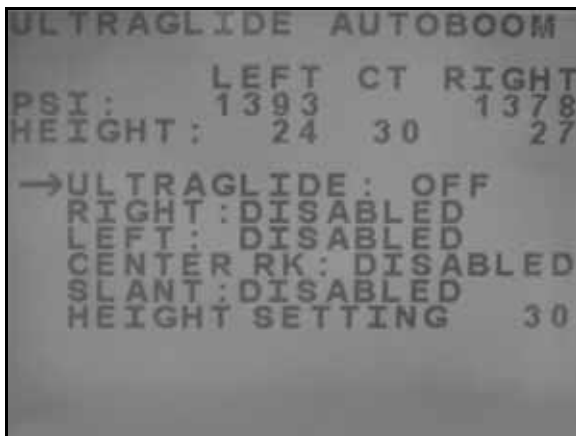 ULTRAGLIDE AUTOBOOM
LEFT CT RIGHT
PSI: 1393 1378
HEIGHT: 24 30 27
→ULTRAGLIDE: OFF
RIGHT:DISABLED
LEFT: DISABLED
CENTER RK: DISABLED
SLANT:DISABLED
HEIGHT SETTING 30